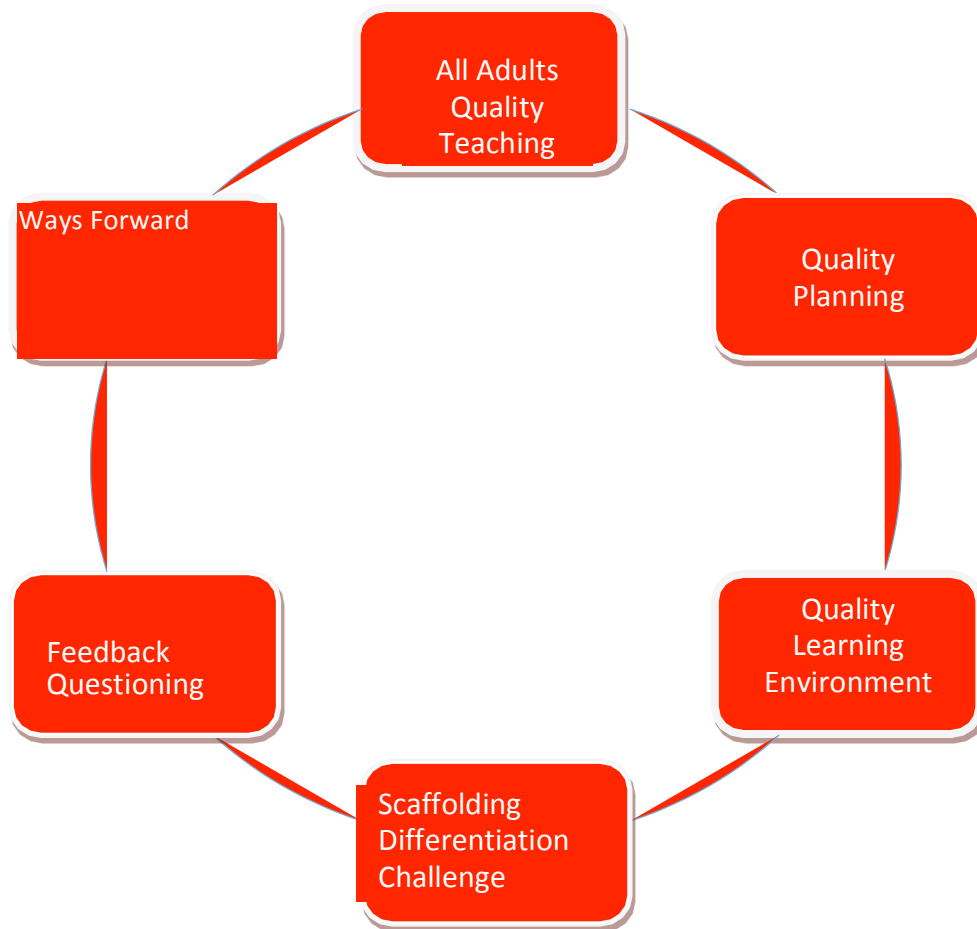 All Adults
Quality
Teaching
Quality
Planning
Quality
Learning
Environment
Scaffolding
Differentiation
Challenge
Feedback
Questioning
Ways Forward